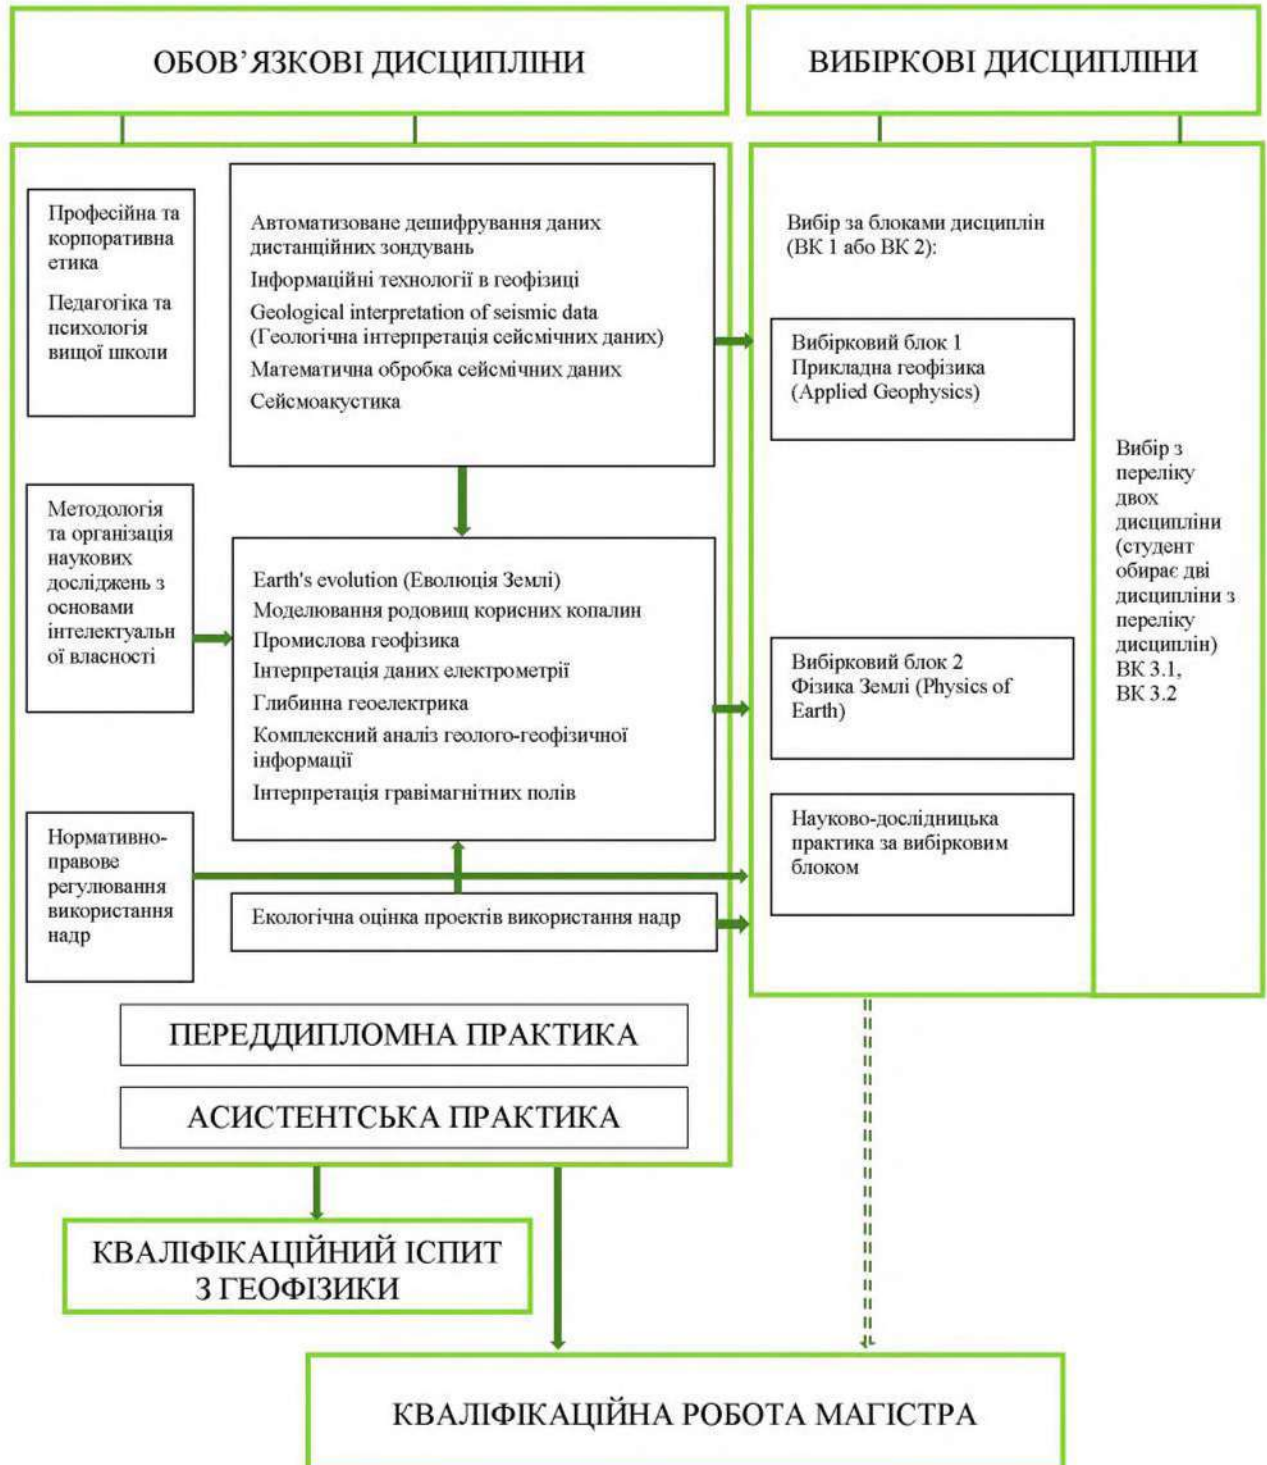 ОБОВ’ЯЗКОВІ ДИСЦИПЛІНИ
ВИБІРКОВІ ДИСЦИПЛІНИ
Професійна та
корпоративна
етика
Педагогіка та
психологія
вищої школи
Автоматизоване дешифрування даних
дистанційних зондувань
Інформаційні технології в геофізиці
Geological interpretation of seismic data
(Геологічна інтерпретація сейсмічних даних)
Математична обробка сейсмічних даних
Сейсмоакустика
Методологія
та організація
наукових
досліджень з
основами
інтелектуальн
ої власності
Earth's evolution (Еволюція Землі)
Моделювання родовищ корисних копалин
Промислова геофізика
Інтерпретація даних електрометрії
Глибинна геоелектрика
Комплексний аналіз геолого-геофізичної
інформації
Інтерпретація гравімагнітних полів
Нормативно-
правове
регулювання
використання
надр
Екологічна оцінка проектів використання надр
ПЕРЕДДИПЛОМНА ПРАКТИКА
АСИСТЕНТСЬКА ПРАКТИКА
Вибір за блоками дисциплін
(ВК 1 або ВК 2):
Вибірковий блок 1
Прикладна геофізика
(Applied Geophysics)
Вибірковий блок 2
Фізика Землі (Physics of
Earth)
Науково-дослідницька
практика за вибірковим
блоком
Вибір з
переліку
двох
дисципліни
(студент
обирає дві
дисципліни з
переліку
дисциплін)
ВК 3.1,
ВК 3.2
КВАЛІФІКАЦІЙНИЙ ІСПИТ
З ГЕОФІЗИКИ
КВАЛІФІКАЦІЙНА РОБОТА МАГІСТРА